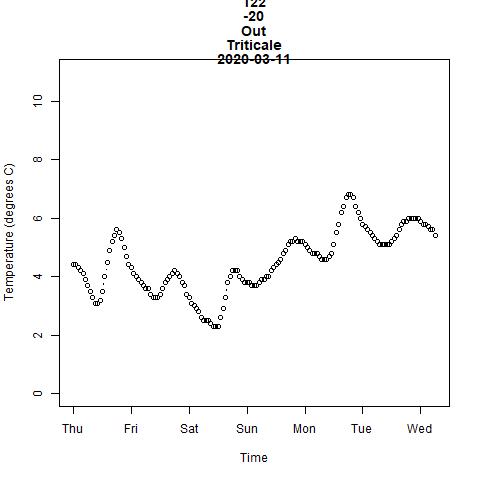 122
-20
Out
Triticale
2020-03-11
Temperature (degrees C)
10
8
6
4
2
0
Thu Fri Sat Sun Mon Tue Wed
Time